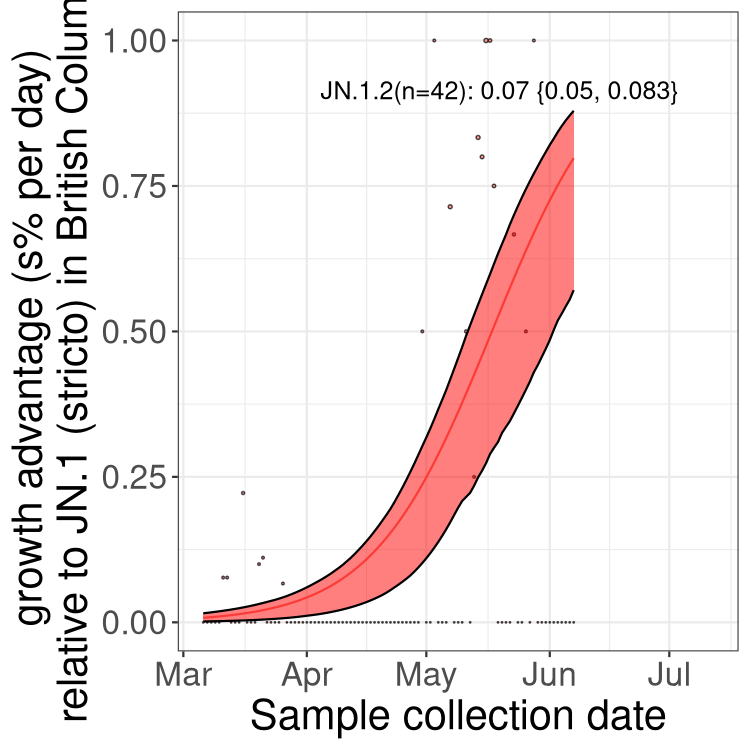 growth advantage (s% per day)
relative to JN.1 (stricto) in British Colum
1.00
0.75
0.50
0.25
0.00
JN.1.2(n=42): 0.07 {0.05, 0.083}
Mar Apr May Jun Jul
Sample collection date